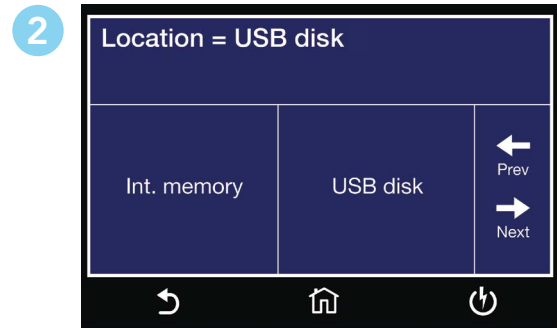 2
Location = USB disk
Int. memory
USB disk
Prev
Next